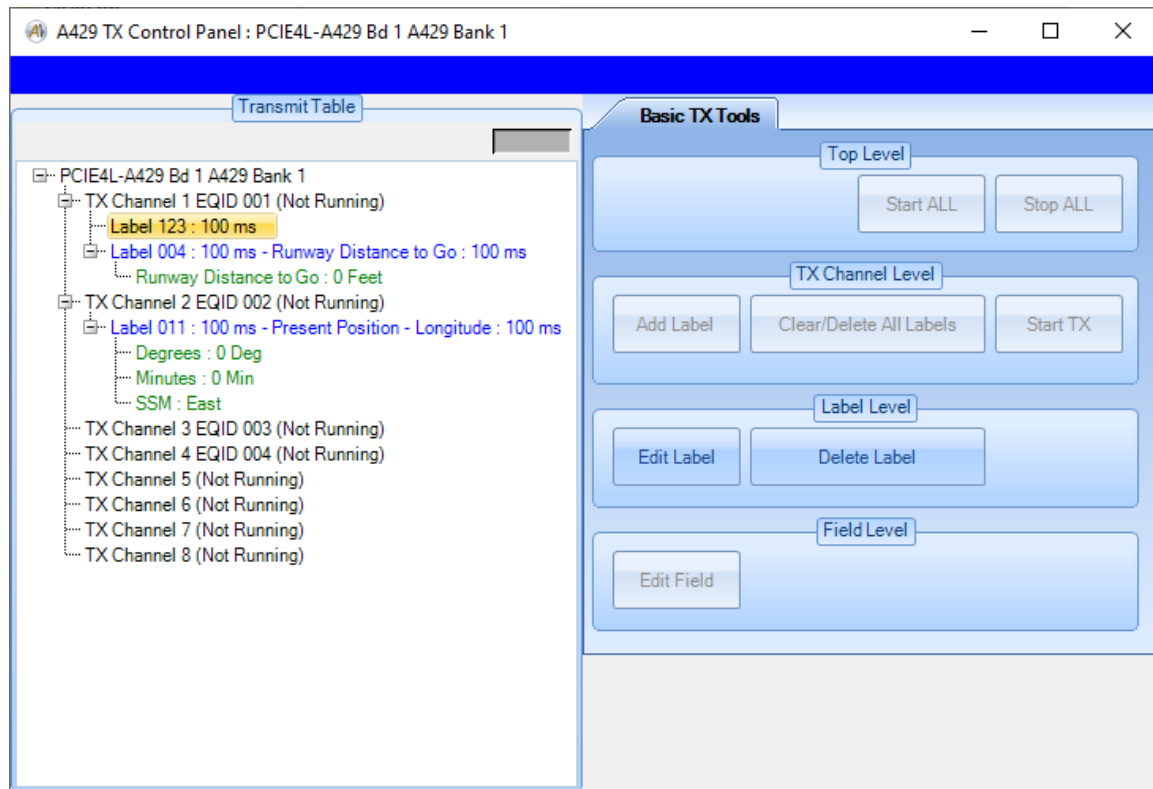 A429 TX Control Panel : PCIE4L-A429 Bd 1 A429 Bank 1
Transmit Table
PCIE4L-A429 Bd 1 A429 Bank 1
TX Channel 1 EQID 001 (Not Running)
Label 123 : 100 ms
Label 004 : 100 ms - Runway Distance to Go : 100 ms
Runway Distance to Go : 0 Feet
TX Channel 2 EQID 002 (Not Running)
Label 011 : 100 ms - Present Position - Longitude : 100 ms
Degrees : 0 Deg
Minutes : 0 Min
SSM : East
TX Channel 3 EQID 003 (Not Running)
TX Channel 4 EQID 004 (Not Running)
TX Channel 5 (Not Running)
TX Channel 6 (Not Running)
TX Channel 7 (Not Running)
TX Channel 8 (Not Running)
Basic TX Tools
Top Level
Start ALL Stop ALL
TX Channel Level
Add Label Clear/Delete All Labels Start TX
Label Level
Edit Label Delete Label
Field Level
Edit Field